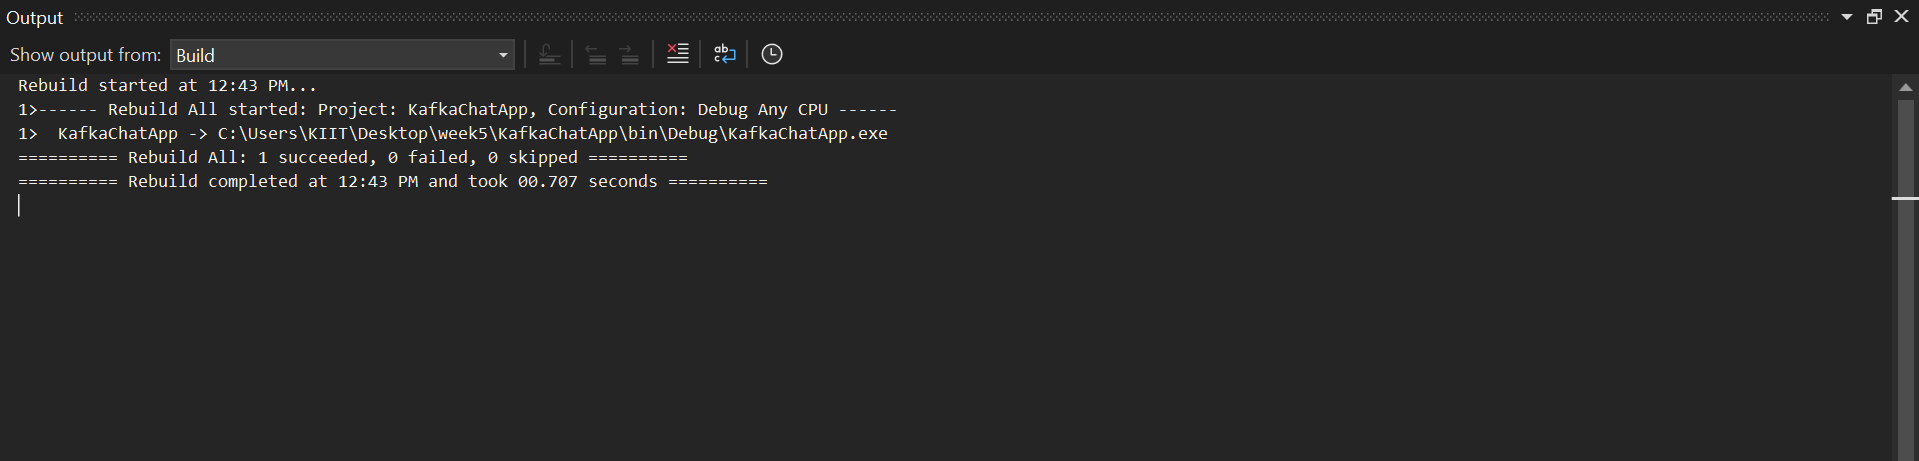 Output
Show output from: Build
Rebuild started at 12:43 PM...
1>------ Rebuild All started: Project: KafkaChatApp, Configuration: Debug Any CPU ------
1>  KafkaChatApp -> C:\Users\KIIT\Desktop\week5\KafkaChatApp\bin\Debug\KafkaChatApp.exe
========== Rebuild All: 1 succeeded, 0 failed, 0 skipped ==========
========== Rebuild completed at 12:43 PM and took 00.707 seconds ==========